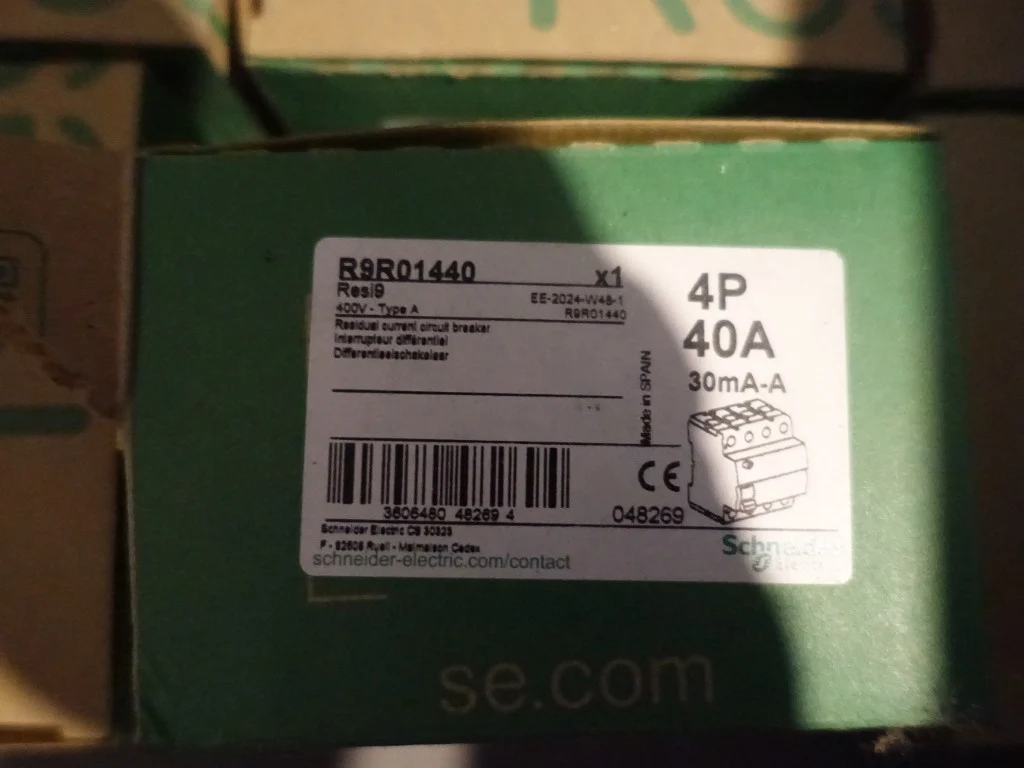 R9R01440 x1
Resi9 EE-2024-W48-1
400V - Type A R9R01440
Residual current circuit breaker
Interrupteur différentiel
Differentieelschakelaar
4P
40A
30mA-A
Made in SPAIN
CE
3606480 48269 4 048269
Schneider Electric CS 30323
F - 92506 Rueil - Malmaison Cedex
schneider-electric.com/contact
Schneider
Electric
se.com